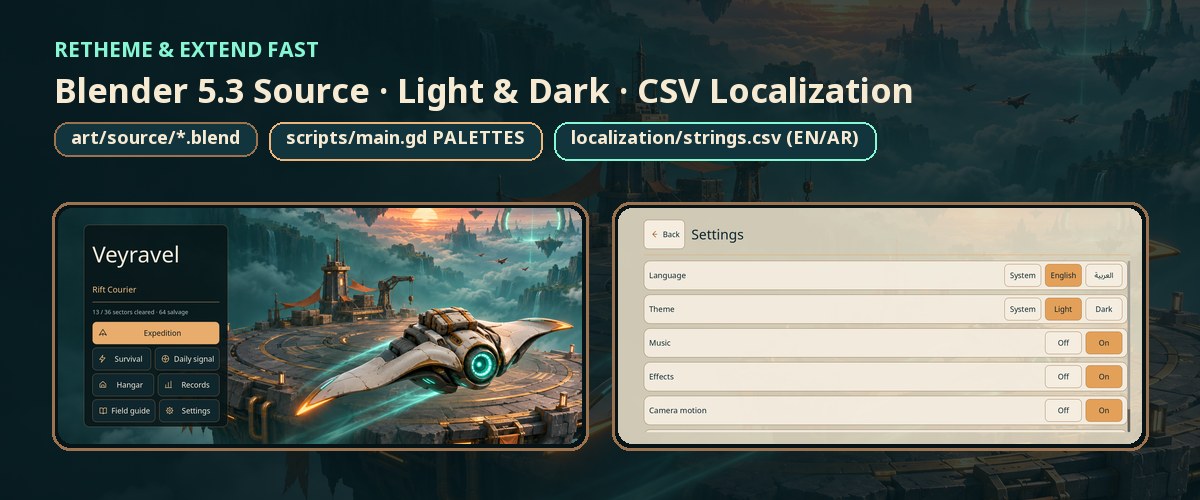 RETHEME & EXTEND FAST
Blender 5.3 Source · Light & Dark · CSV Localization
art/source/*.blend
scripts/main.gd PALETTES
localization/strings.csv (EN/AR)
Veyravel
Rift Courier
13 / 36 sectors cleared · 64 salvage
Expedition
Survival
Daily signal
Hangar
Records
Field guide
Settings
Back
Settings
Language
System
English
العربية
Theme
System
Light
Dark
Music
Off
On
Effects
Off
On
Camera motion
Off
On